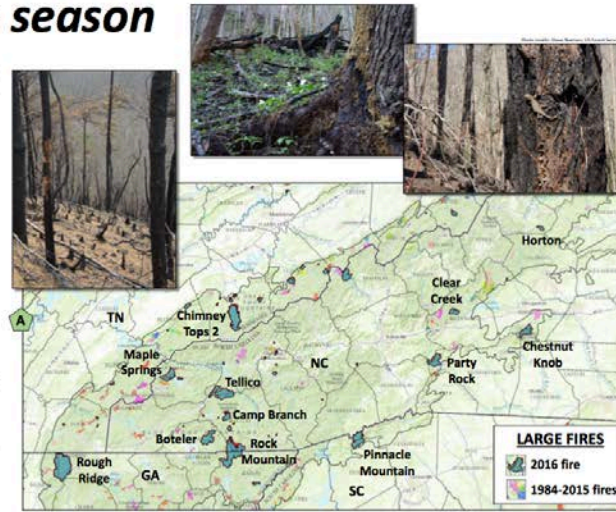 season
Horton
Clear
Creek
TN
Chimney
Tops 2
A
Chestnut
Knob
Maple
Springs
NC
Party
Rock
Tellico
Camp Branch
Boteler
Rock
Mountain
Pinnacle
Mountain
Rough
Ridge
GA
SC
LARGE FIRES
2016 fire
1984-2015 fires